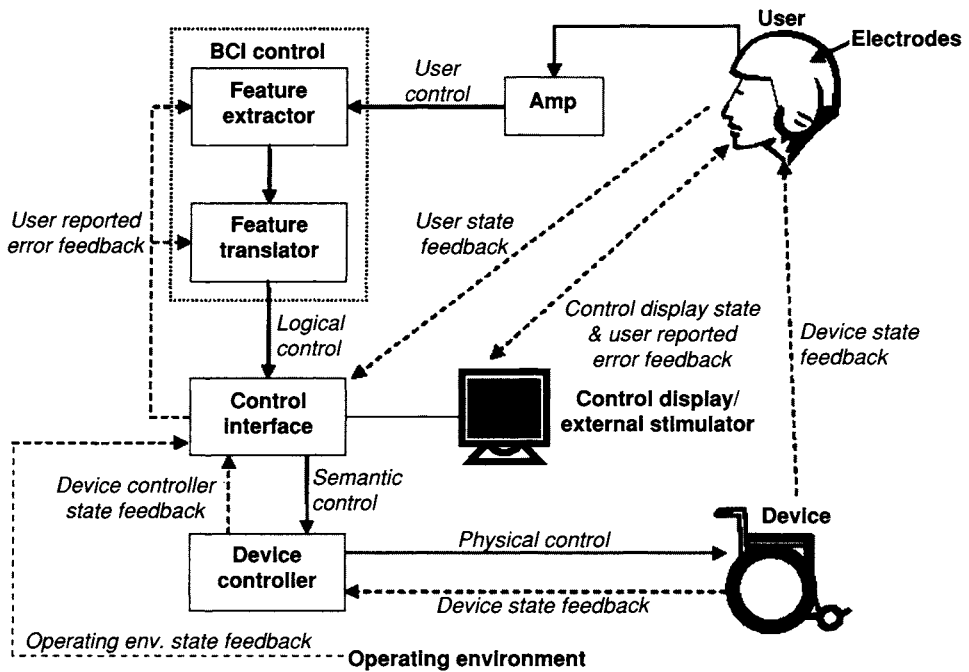 User
Electrodes
BCI control
Feature
extractor
User
control
Amp
User reported
error feedback
Feature
translator
User state
feedback
Logical
control
Control display state
& user reported
error feedback
Device state
feedback
Control
interface
Control display/
external stimulator
Device controller
state feedback
Semantic
control
Device
Device
controller
Physical control
Device state feedback
Operating env. state feedback
Operating environment